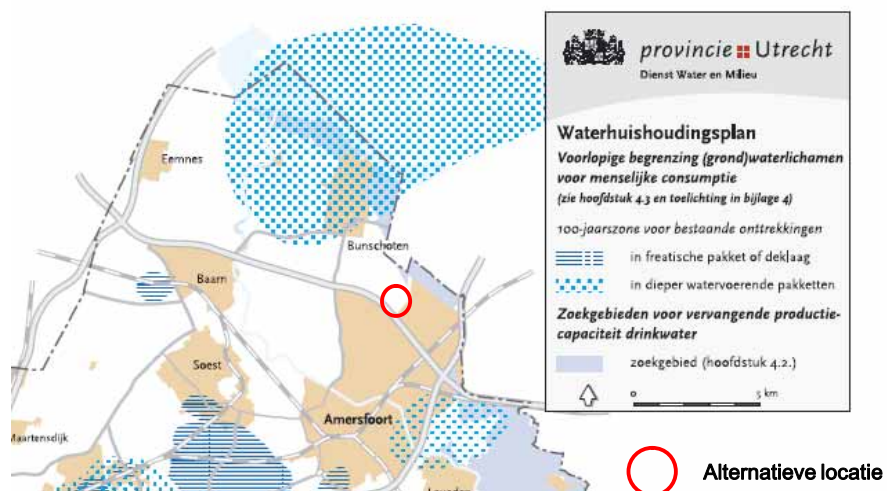 provincie Utrecht
Dienst Water en Milieu
Waterhuishoudingsplan
Voorlopige begrenzing (grond)waterlichamen
voor menselijke consumptie
(zie hoofdstuk 4.3 en toelichting in bijlage 4)
100-jaarszone voor bestaande onttrekkingen
in freatische pakket of deklaag
in dieper watervoerende pakketten
Zoekgebieden voor vervangende productie-
capaciteit drinkwater
zoekgebied (hoofdstuk 4.2.)
0 5 km
Eemnes
Bunschoten
Baarn
Soest
Amersfoort
Maartensdijk
Leusden
Alternatieve locatie